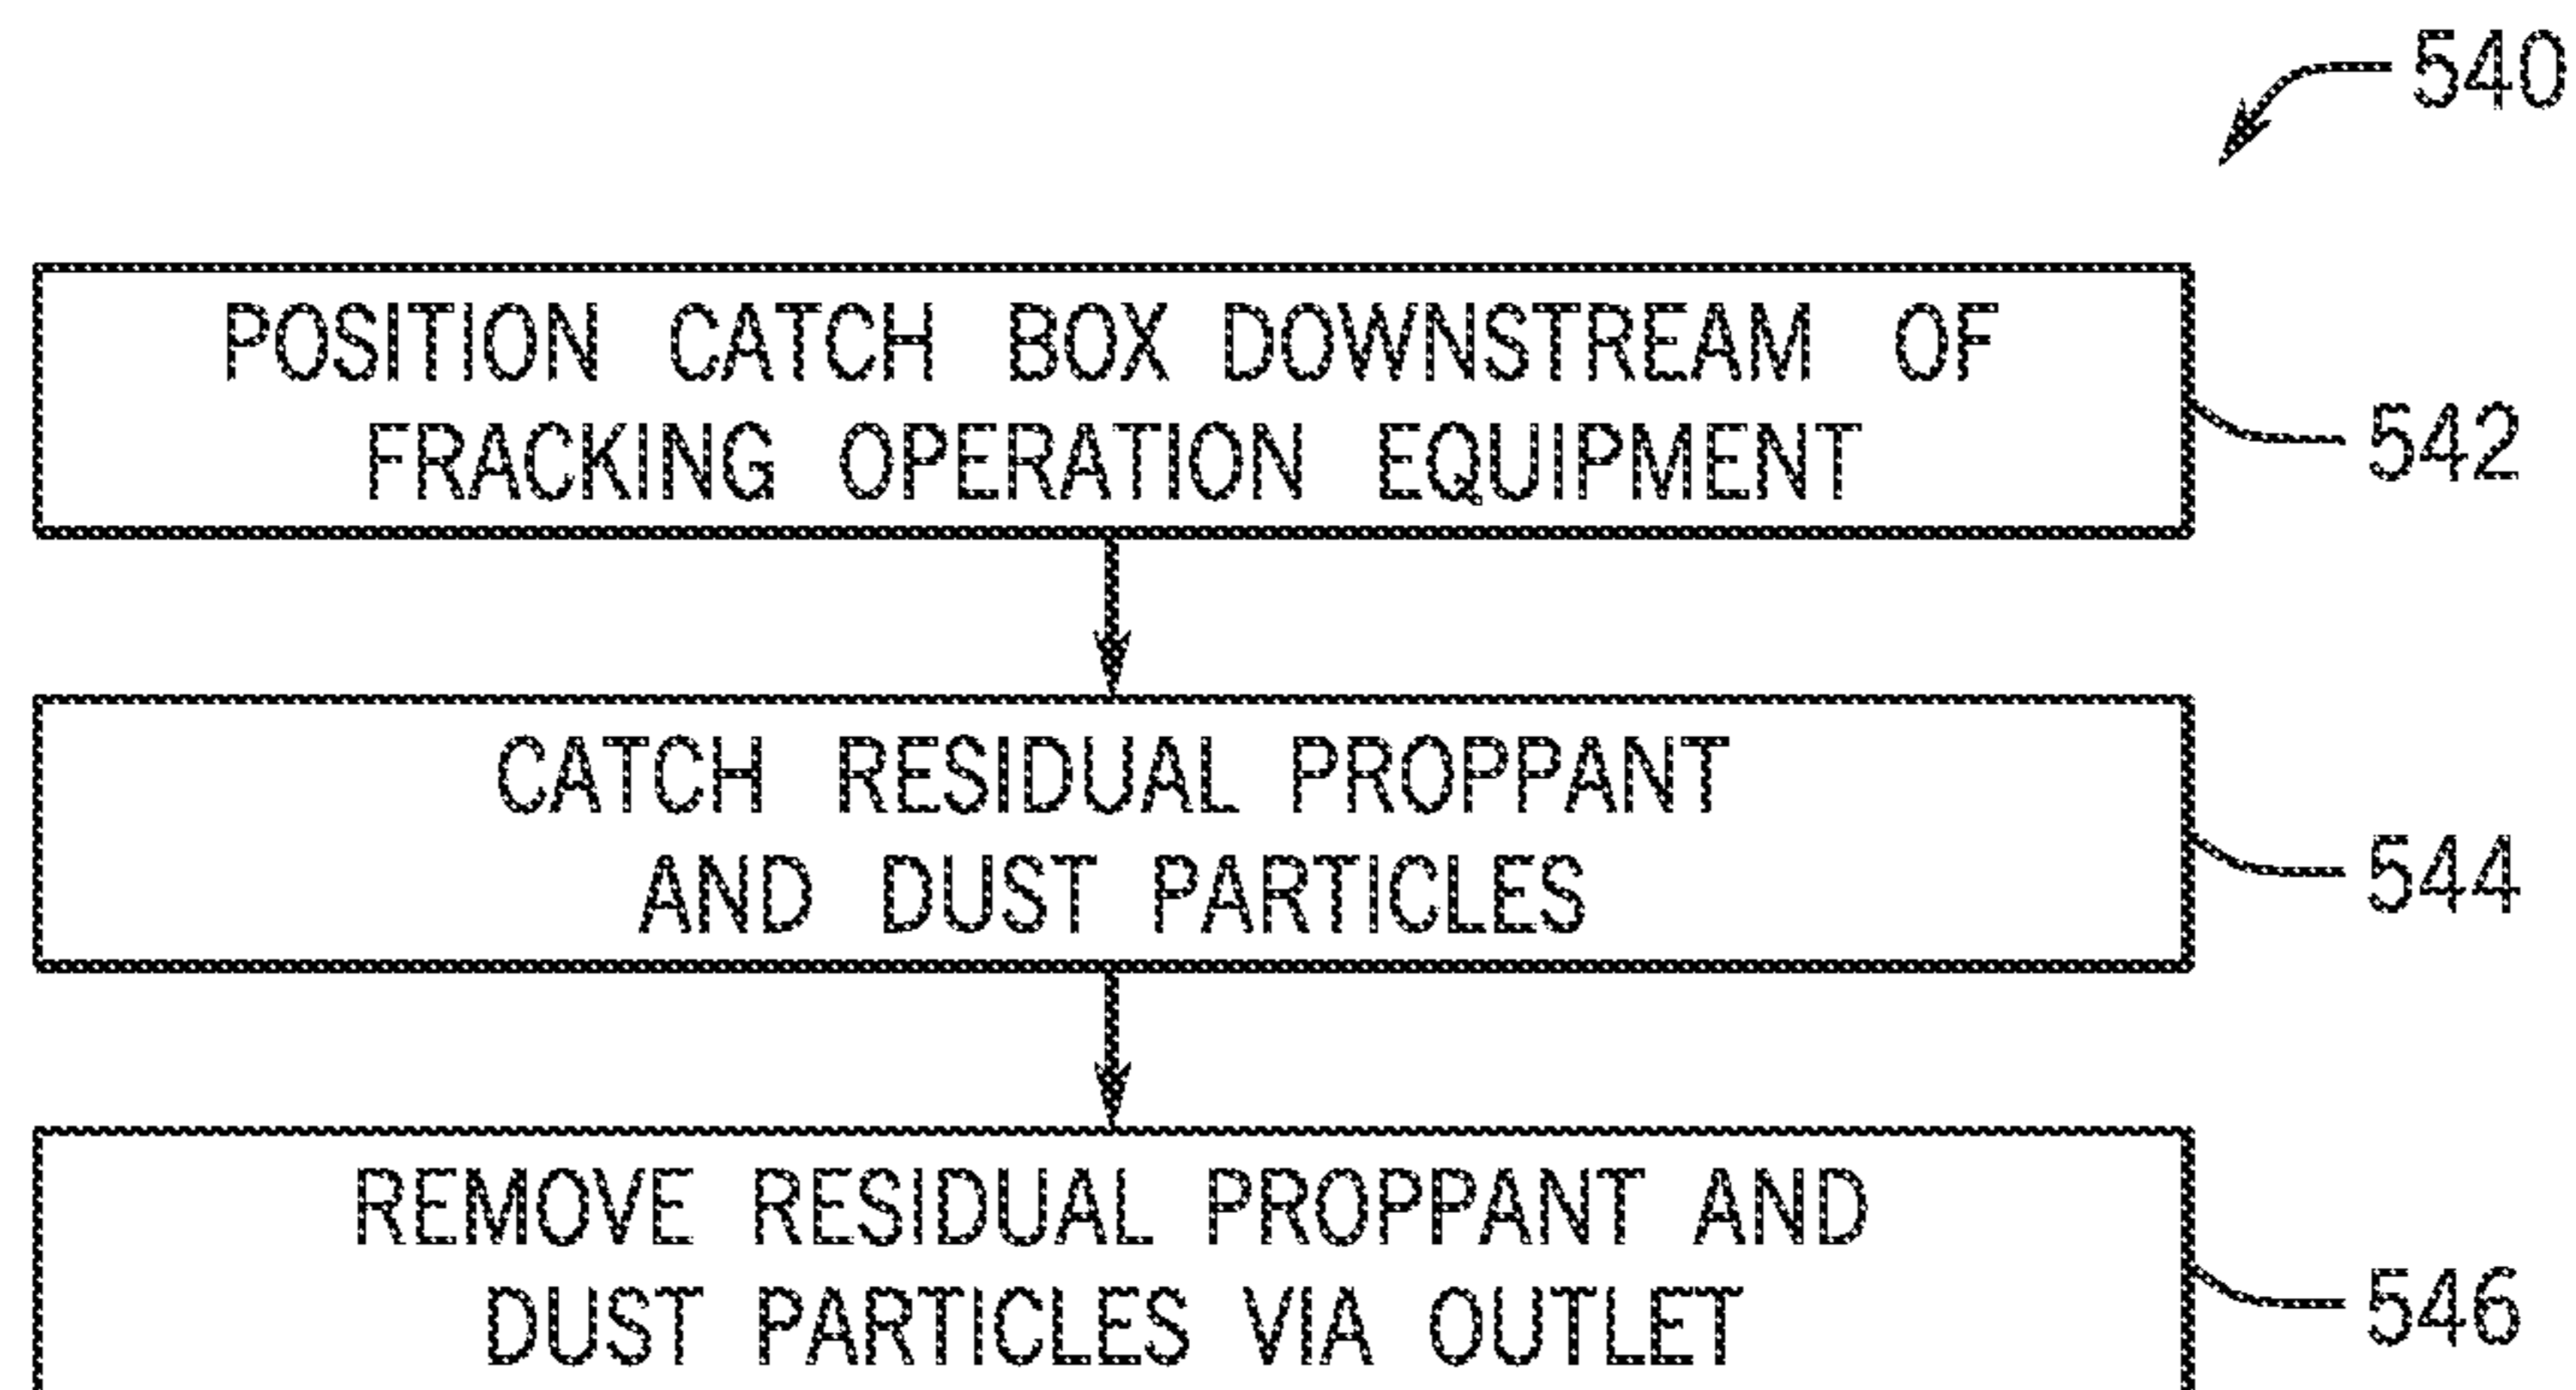 540
POSITION CATCH BOX DOWNSTREAM OF
FRACKING OPERATION EQUIPMENT
542
CATCH RESIDUAL PROPPANT
AND DUST PARTICLES
544
REMOVE RESIDUAL PROPPANT AND
DUST PARTICLES VIA OUTLET
546